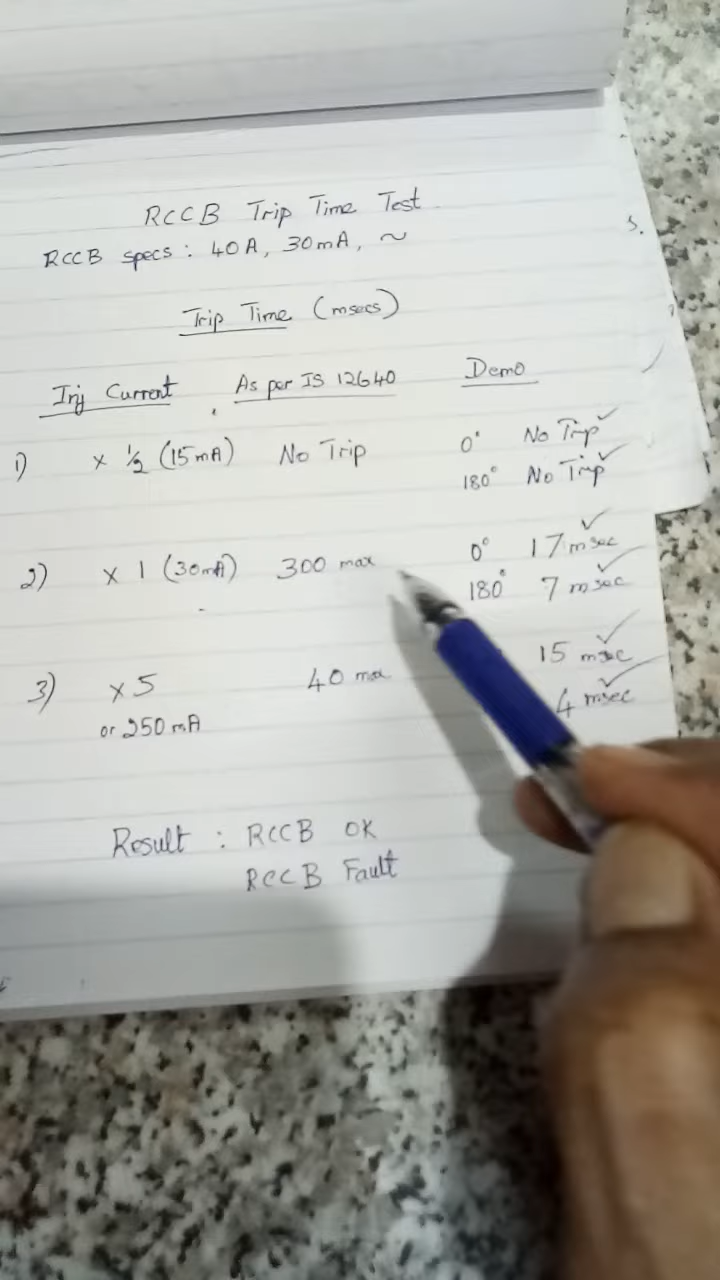 RCCB Trip Time Test
RCCB specs : 40A, 30mA, ~
Trip Time (msecs)
Inj Current As per IS 12640 Demo
1) x ½ (15mA) No Trip 0° No Trip ✓
180° No Trip ✓
2) x 1 (30mA) 300 max 0° 17 msec ✓
180° 7 msec ✓
3) x 5 40 max 15 msec ✓
or 250 mA 4 msec ✓
Result : RCCB OK
RCCB Fault